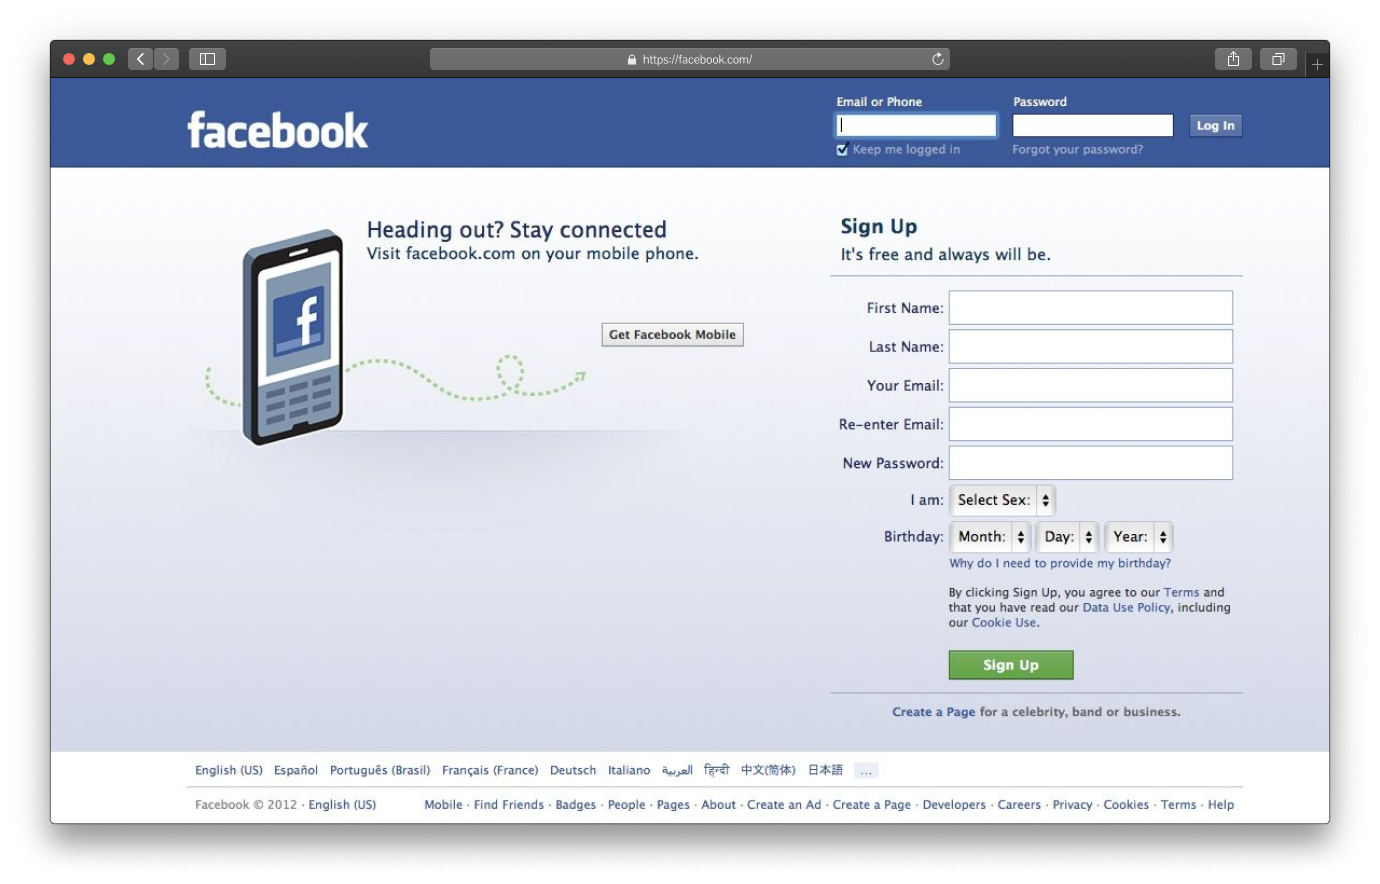 https://facebook.com/
facebook
Email or Phone
Password
Log In
Keep me logged in
Forgot your password?
Heading out? Stay connected
Visit facebook.com on your mobile phone.
f
Get Facebook Mobile
Sign Up
It's free and always will be.
First Name:
Last Name:
Your Email:
Re-enter Email:
New Password:
I am: Select Sex:
Birthday: Month: Day: Year:
Why do I need to provide my birthday?
By clicking Sign Up, you agree to our Terms and
that you have read our Data Use Policy, including
our Cookie Use.
Sign Up
Create a Page for a celebrity, band or business.
English (US) Español Português (Brasil) Français (France) Deutsch Italiano العربية हिन्दी 中文(简体) 日本語 ...
Facebook © 2012 · English (US)
Mobile · Find Friends · Badges · People · Pages · About · Create an Ad · Create a Page · Developers · Careers · Privacy · Cookies · Terms · Help